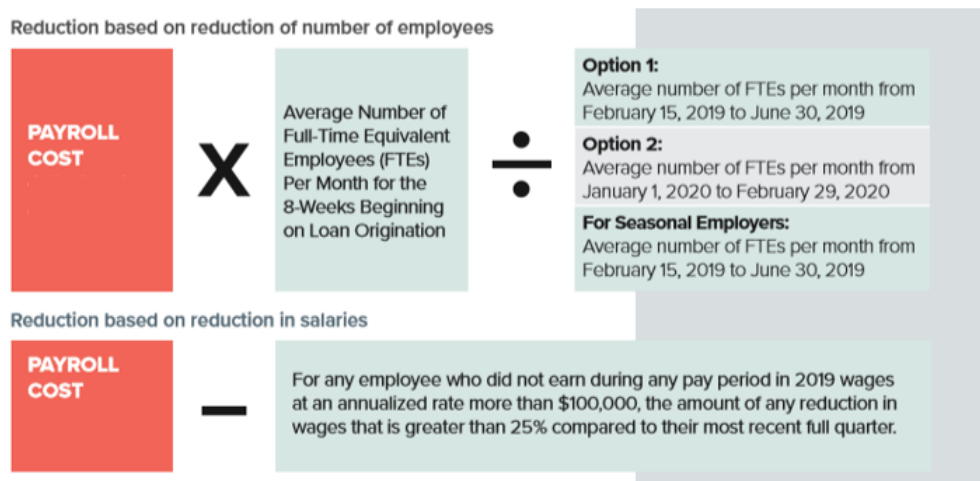 Reduction based on reduction of number of employees
PAYROLL
COST
X
Average Number of
Full-Time Equivalent
Employees (FTEs)
Per Month for the
8-Weeks Beginning
on Loan Origination
÷
Option 1:
Average number of FTEs per month from
February 15, 2019 to June 30, 2019
Option 2:
Average number of FTEs per month from
January 1, 2020 to February 29, 2020
For Seasonal Employers:
Average number of FTEs per month from
February 15, 2019 to June 30, 2019
Reduction based on reduction in salaries
PAYROLL
COST
–
For any employee who did not earn during any pay period in 2019 wages
at an annualized rate more than $100,000, the amount of any reduction in
wages that is greater than 25% compared to their most recent full quarter.